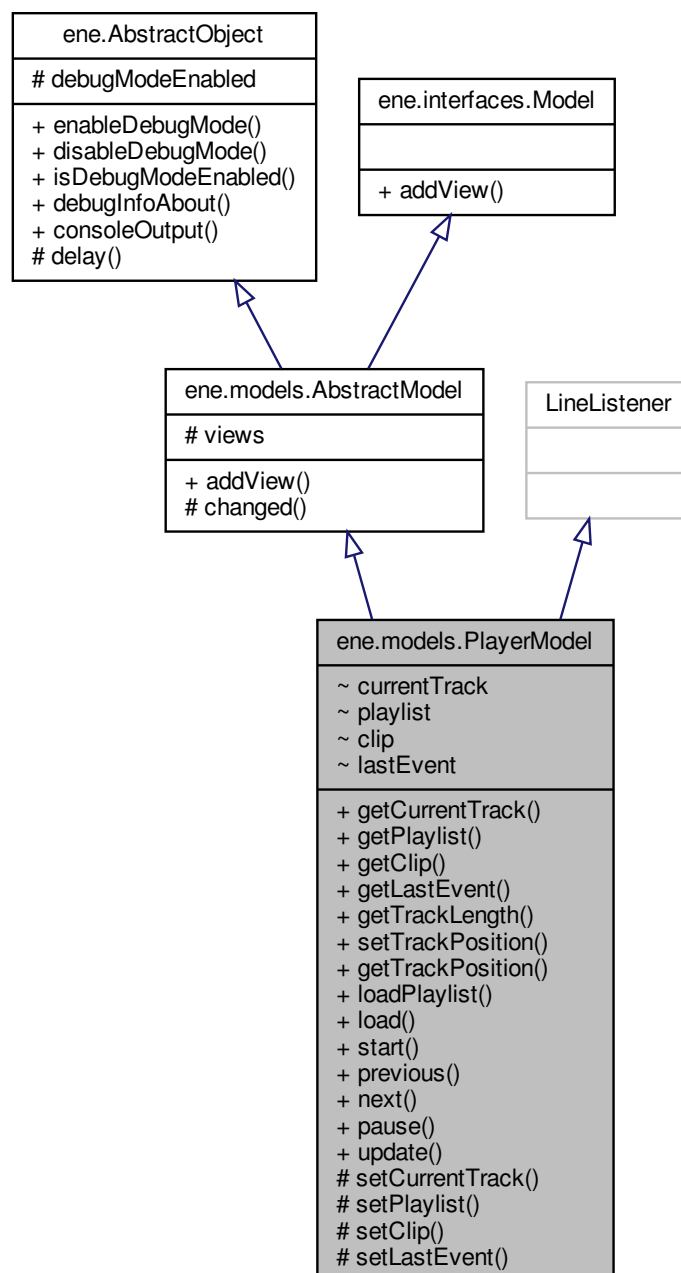 ene.AbstractObject
# debugModeEnabled
+ enableDebugMode()
+ disableDebugMode()
+ isDebugModeEnabled()
+ debugInfoAbout()
+ consoleOutput()
# delay()
ene.interfaces.Model
+ addView()
ene.models.AbstractModel
# views
+ addView()
# changed()
LineListener
ene.models.PlayerModel
~ currentTrack
~ playlist
~ clip
~ lastEvent
+ getCurrentTrack()
+ getPlaylist()
+ getClip()
+ getLastEvent()
+ getTrackLength()
+ setTrackPosition()
+ getTrackPosition()
+ loadPlaylist()
+ load()
+ start()
+ previous()
+ next()
+ pause()
+ update()
# setCurrentTrack()
# setPlaylist()
# setClip()
# setLastEvent()